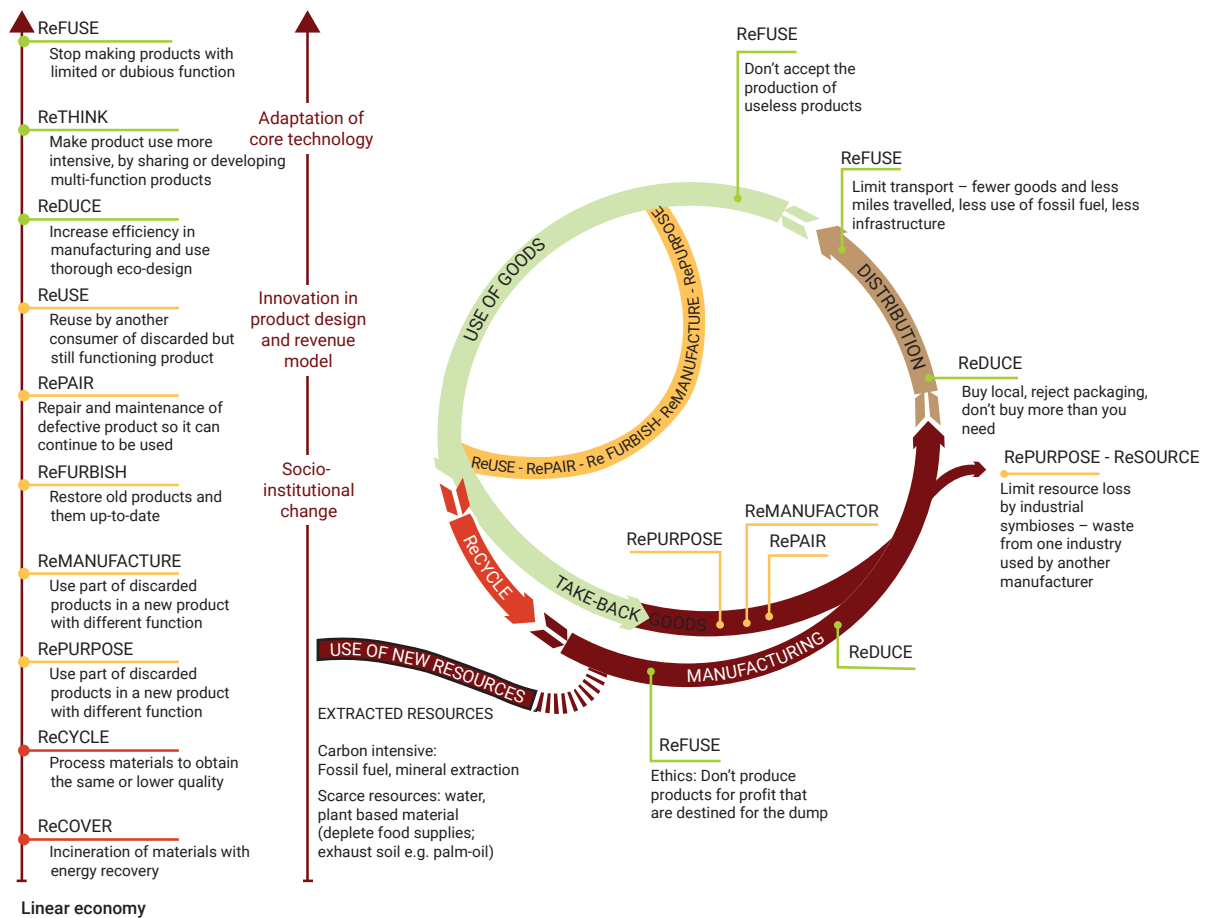 ReFUSE
Stop making products with
limited or dubious function
ReTHINK
Make product use more
intensive, by sharing or developing
multi-function products
ReDUCE
Increase efficiency in
manufacturing and use
thorough eco-design
ReUSE
Reuse by another
consumer of discarded but
still functioning product
RePAIR
Repair and maintenance of
defective product so it can
continue to be used
ReFURBISH
Restore old products and
them up-to-date
ReMANUFACTURE
Use part of discarded
products in a new product
with different function
RePURPOSE
Use part of discarded
products in a new product
with different function
ReCYCLE
Process materials to obtain
the same or lower quality
ReCOVER
Incineration of materials with
energy recovery
Linear economy
Adaptation of
core technology
Innovation in
product design
and revenue
model
Socio-
institutional
change
ReFUSE
Don't accept the
production of
useless products
ReFUSE
Limit transport – fewer goods and less
miles travelled, less use of fossil fuel, less
infrastructure
USE OF GOODS
DISTRIBUTION
ReDUCE
Buy local, reject packaging,
don't buy more than you
need
ReUSE - RePAIR - Re FURBISH- ReMANUFACTURE - RePURPOSE
RePURPOSE - ReSOURCE
Limit resource loss
by industrial
symbioses – waste
from one industry
used by another
manufacturer
ReMANUFACTOR
RePURPOSE
RePAIR
ReCYCLE
TAKE-BACK GOODS
MANUFACTURING
ReDUCE
USE OF NEW RESOURCES
EXTRACTED RESOURCES
Carbon intensive:
Fossil fuel, mineral extraction
Scarce resources: water,
plant based material
(deplete food supplies;
exhaust soil e.g. palm-oil)
ReFUSE
Ethics: Don't produce
products for profit that
are destined for the dump